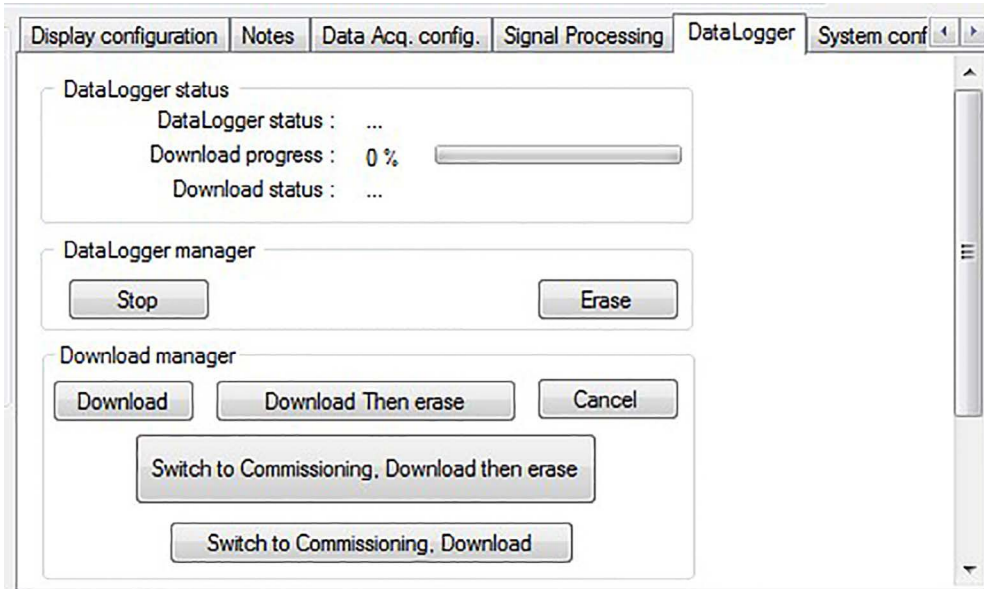 Display configuration Notes Data Acq. config. Signal Processing DataLogger System conf
DataLogger status
DataLogger status : ...
Download progress : 0 %
Download status : ...
DataLogger manager
Stop Erase
Download manager
Download Download Then erase Cancel
Switch to Commissioning, Download then erase
Switch to Commissioning, Download